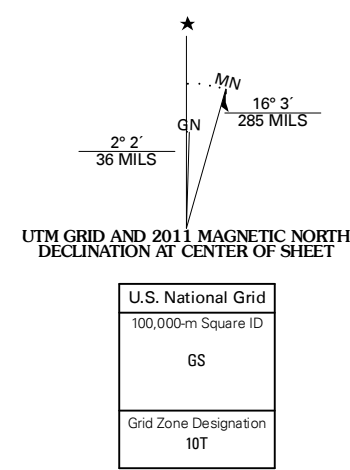 MN
GN
16° 3´
285 MILS
2° 2´
36 MILS
UTM GRID AND 2011 MAGNETIC NORTH
DECLINATION AT CENTER OF SHEET
U.S. National Grid
100,000-m Square ID
GS
Grid Zone Designation
10T